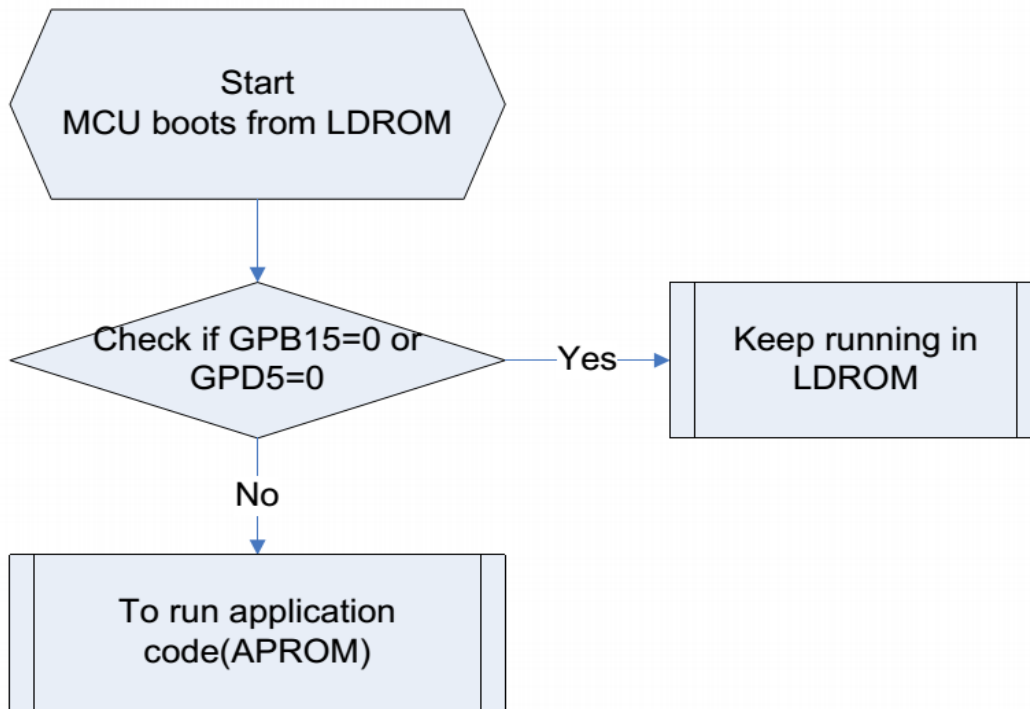 Start
MCU boots from LDROM
Check if GPB15=0 or
GPD5=0
Yes
Keep running in
LDROM
No
To run application
code(APROM)